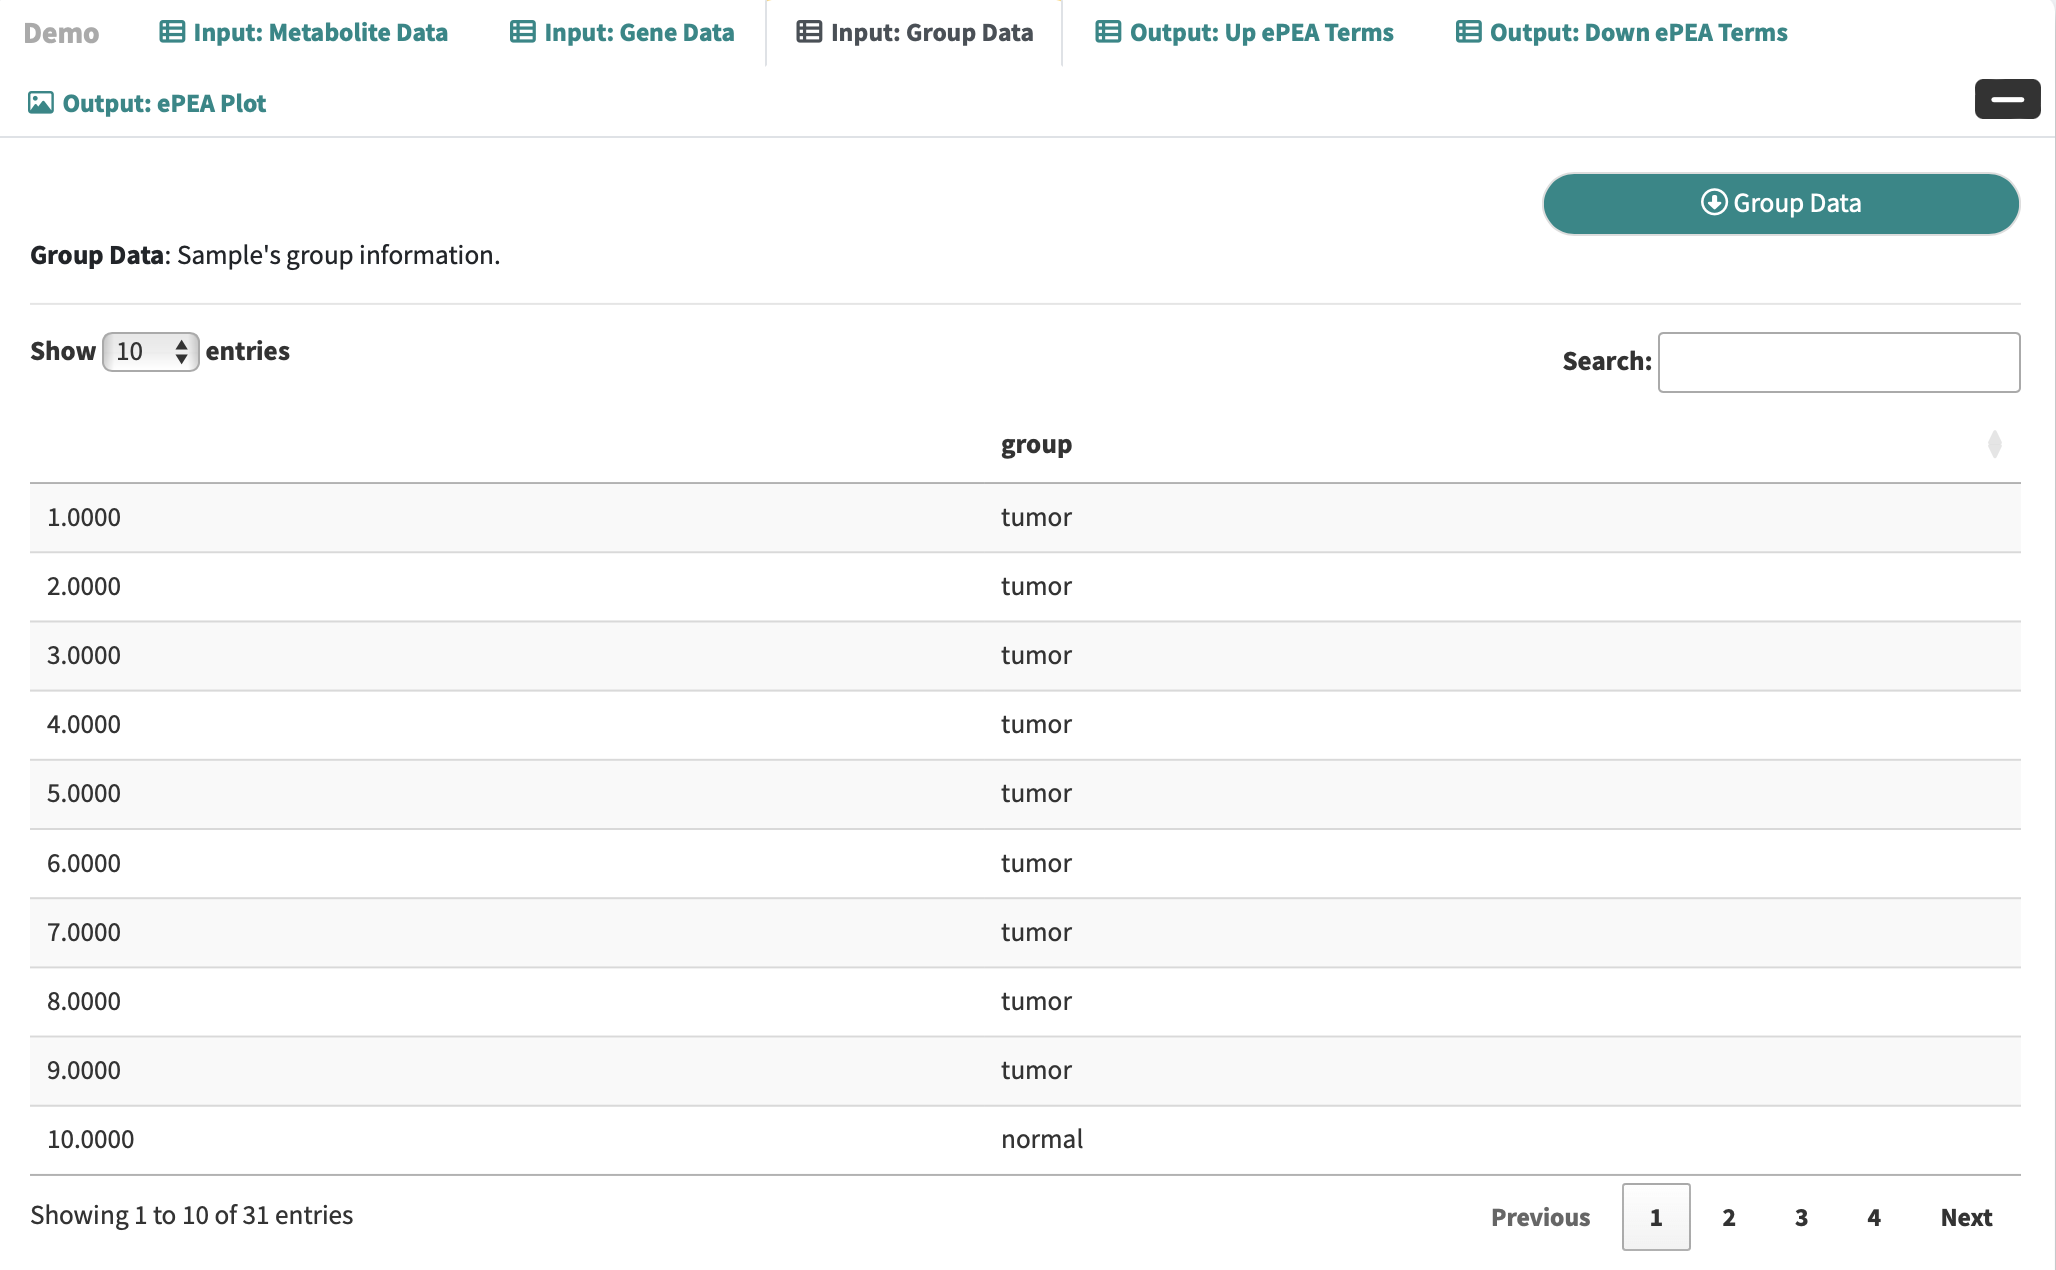 Demo Input: Metabolite Data Input: Gene Data Input: Group Data Output: Up ePEA Terms Output: Down ePEA Terms
Output: ePEA Plot
Group Data
Group Data: Sample's group information.
Show 10 entries Search:
group
1.0000 tumor
2.0000 tumor
3.0000 tumor
4.0000 tumor
5.0000 tumor
6.0000 tumor
7.0000 tumor
8.0000 tumor
9.0000 tumor
10.0000 normal
Showing 1 to 10 of 31 entries Previous 1 2 3 4 Next